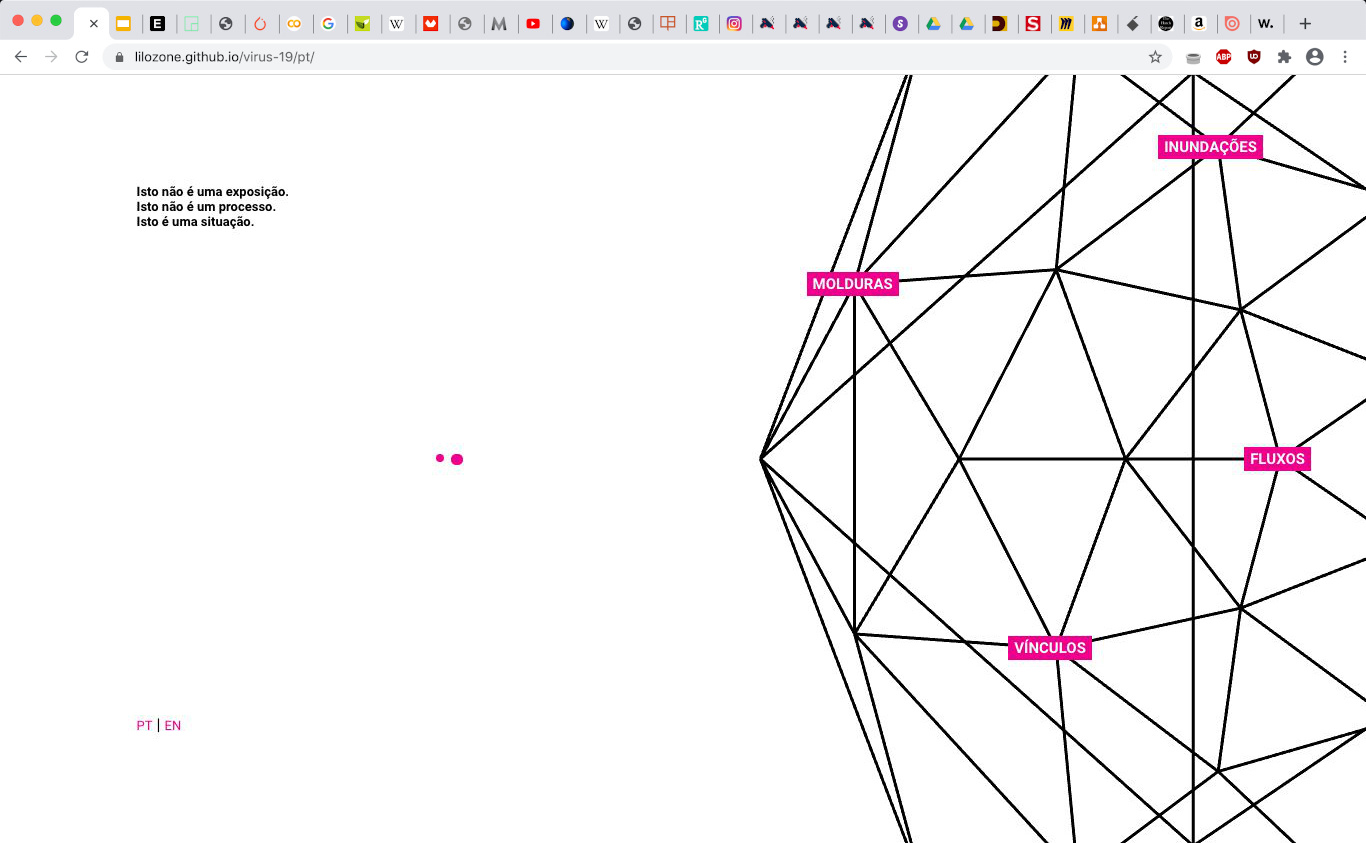 lilozone.github.io/virus-19/pt/
ABP
Isto não é uma exposição.
Isto não é um processo.
Isto é uma situação.
INUNDAÇÕES
MOLDURAS
FLUXOS
VÍNCULOS
PT | EN